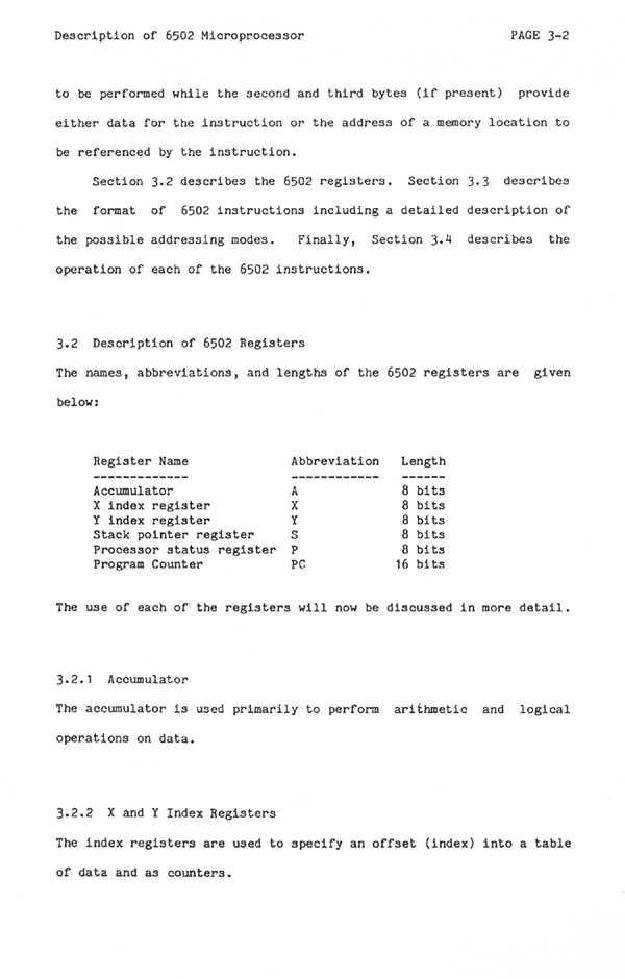 Description of 6502 Microprocessor PAGE 3-2
to be performed while the second and third bytes (if present) provide
either data for the instruction or the address of a memory location to
be referenced by the instruction.
Section 3.2 describes the 6502 registers. Section 3.3 describes
the format of 6502 instructions including a detailed description of
the possible addressing modes. Finally, Section 3.4 describes the
operation of each of the 6502 instructions.
3.2 Description of 6502 Registers
The names, abbreviations, and lengths of the 6502 registers are given
below:
Register Name Abbreviation Length
------------- ------------ ------
Accumulator A 8 bits
X index register X 8 bits
Y index register Y 8 bits
Stack pointer register S 8 bits
Processor status register P 8 bits
Program Counter PC 16 bits
The use of each of the registers will now be discussed in more detail.
3.2.1 Accumulator
The accumulator is used primarily to perform arithmetic and logical
operations on data.
3.2.2 X and Y Index Registers
The index registers are used to specify an offset (index) into a table
of data and as counters.